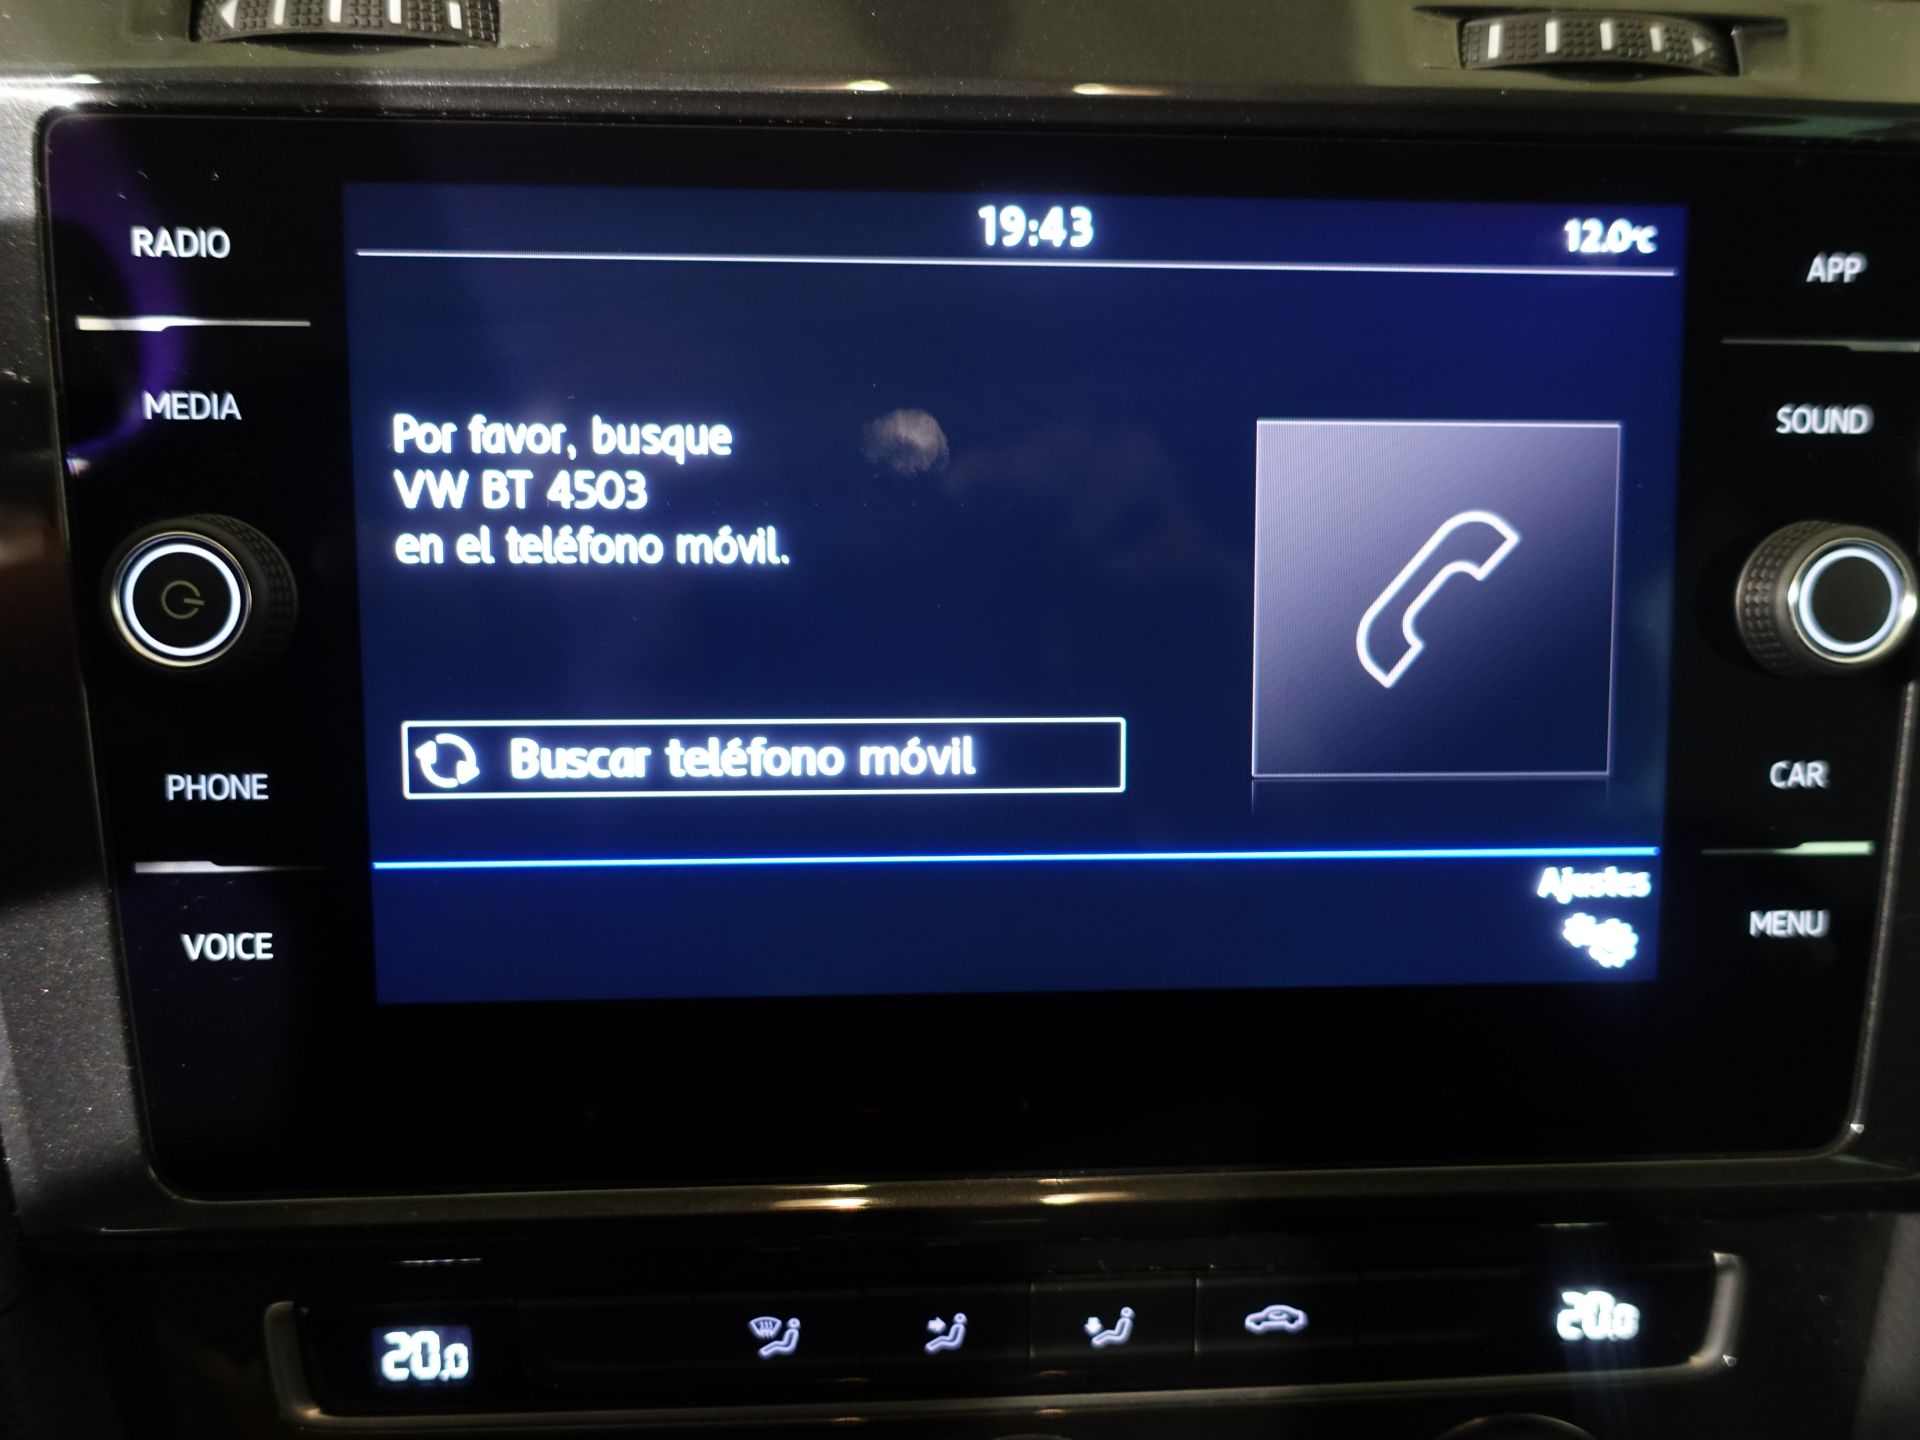 RADIO
MEDIA
PHONE
VOICE
19:43
12.0°C
Por favor, busque
VW BT 4503
en el teléfono móvil.
Buscar teléfono móvil
Ajustes
APP
SOUND
CAR
MENU
20,0
20,0